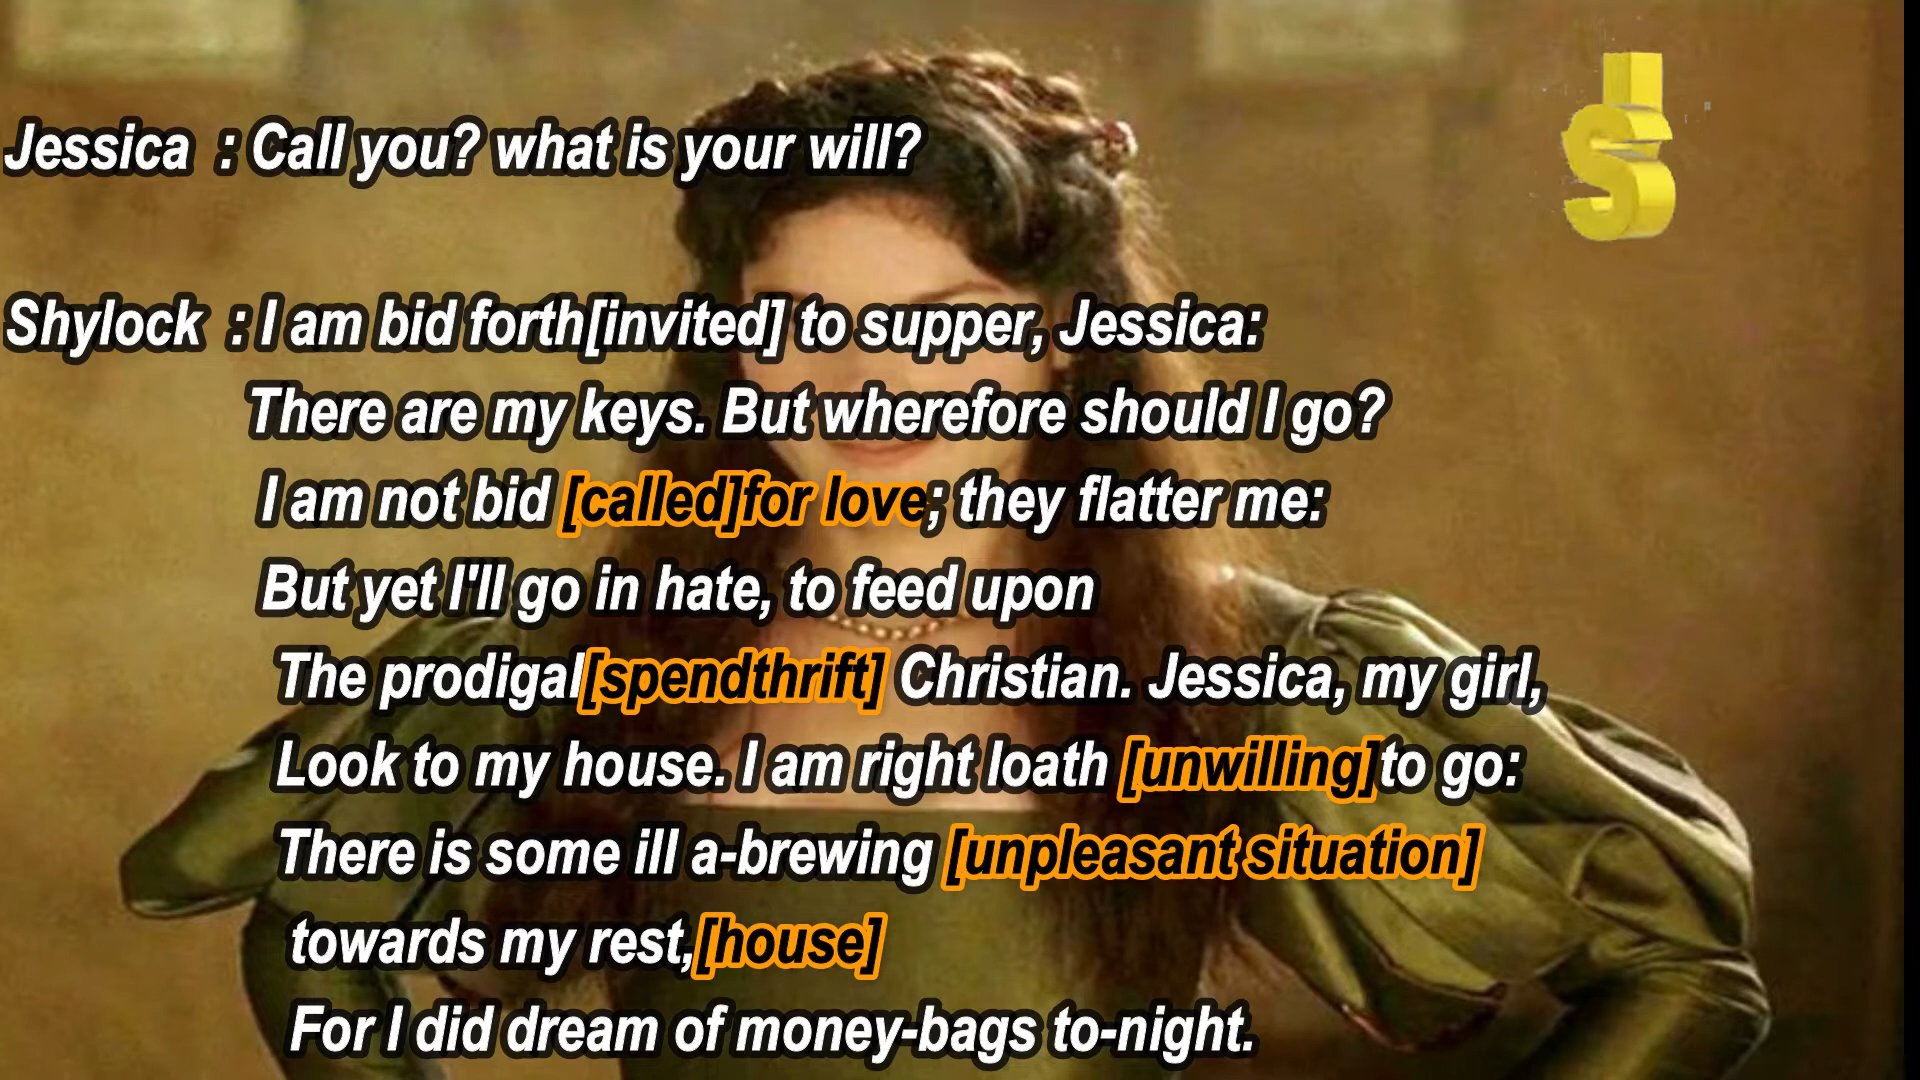 Jessica : Call you? what is your will?
Shylock : I am bid forth[invited] to supper, Jessica:
There are my keys. But wherefore should I go?
I am not bid [called]for love; they flatter me:
But yet I'll go in hate, to feed upon
The prodigal[spendthrift] Christian. Jessica, my girl,
Look to my house. I am right loath [unwilling]to go:
There is some ill a-brewing [unpleasant situation]
towards my rest,[house]
For I did dream of money-bags to-night.